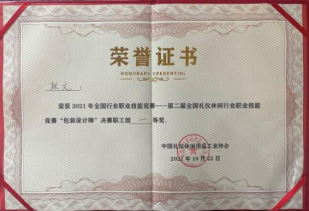 荣誉证书
HONORARY CREDENTIAL
张文：
荣获 2021 年全国行业职业技能竞赛——第二届全国礼仪休闲行业职业技能
竞赛“包装设计师”决赛职工组 一 等奖。
中国礼仪休闲用品工业协会
2021 年 10 月 22 日